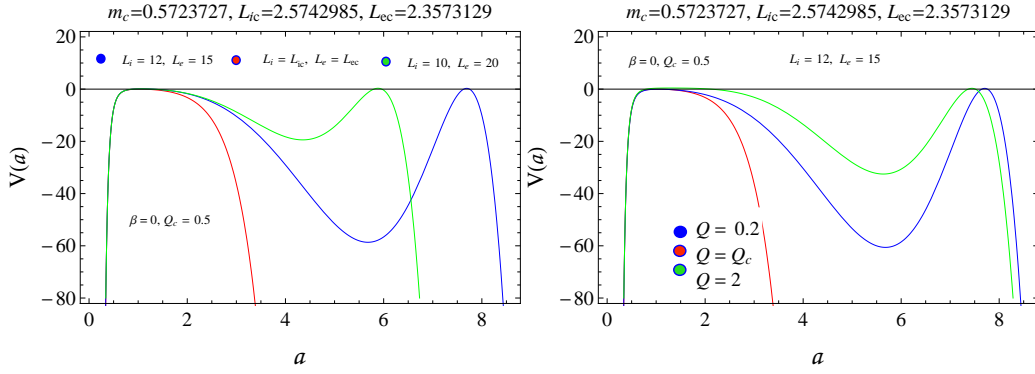 m_c=0.5723727, L_ic=2.5742985, L_ec=2.3573129
20
0
−20
−40
−60
−80
V(a)
L_i = 12, L_e = 15
L_i = L_ic, L_e = L_ec
L_i = 10, L_e = 20
β=0, Q_c = 0.5
0 2 4 6 8
a
m_c=0.5723727, L_ic=2.5742985, L_ec=2.3573129
20
0
−20
−40
−60
−80
V(a)
β=0, Q_c = 0.5
L_i = 12, L_e = 15
Q = 0.2
Q = Q_c
Q = 2
0 2 4 6 8
a